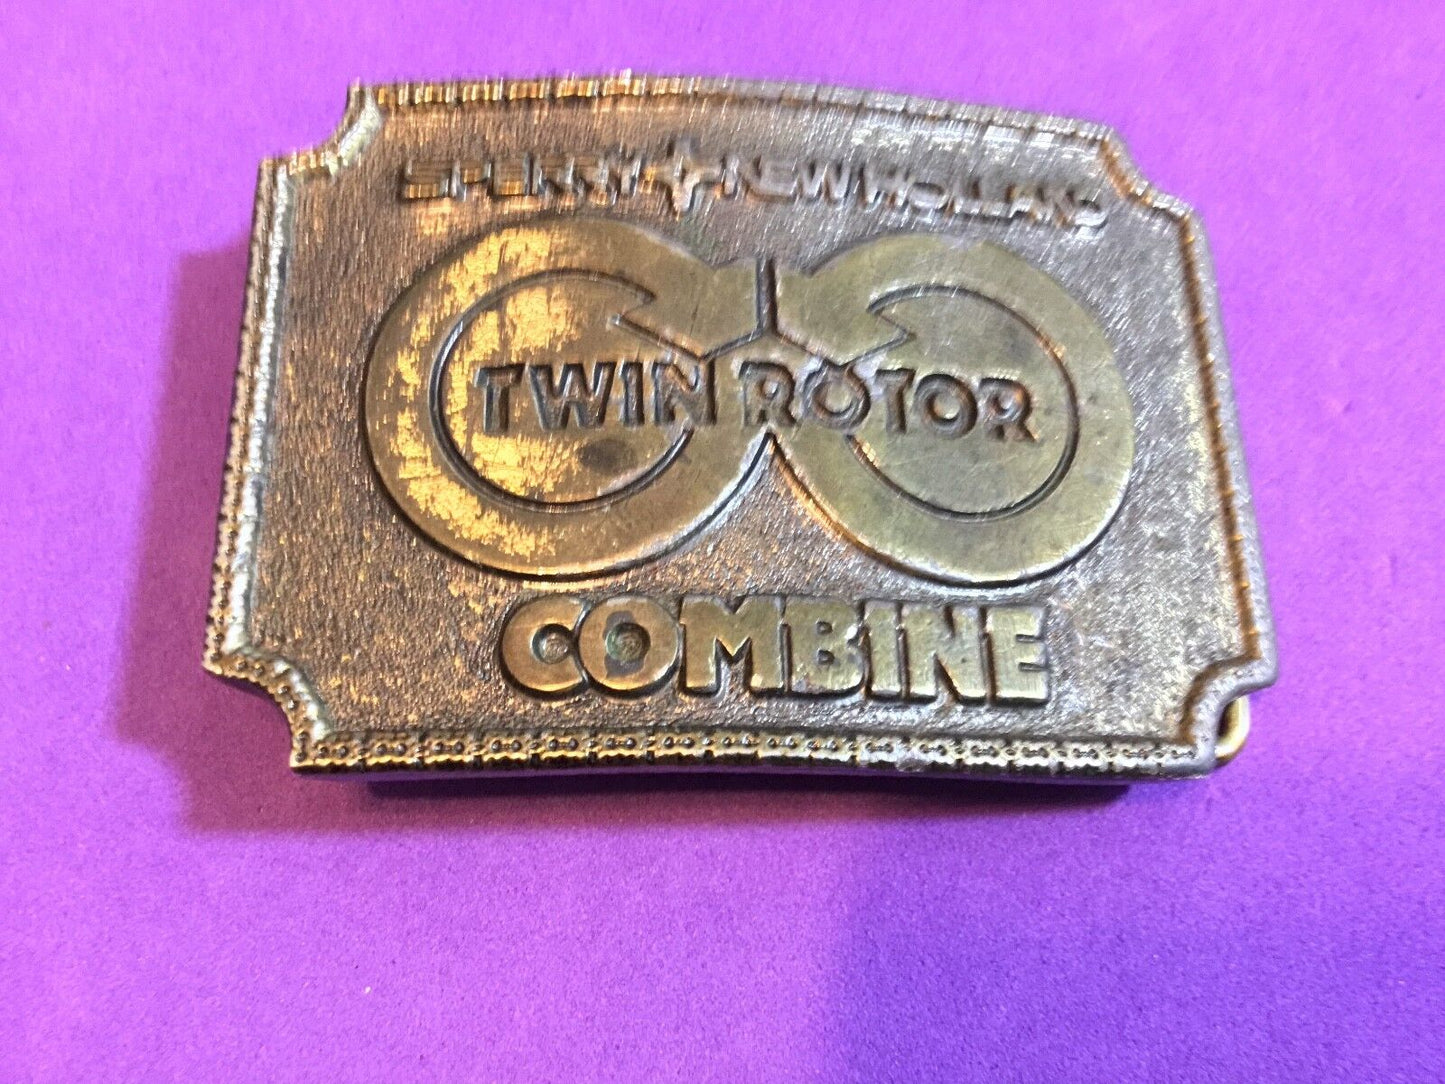 SPERRY NEW HOLLAND
TWIN ROTOR
COMBINE